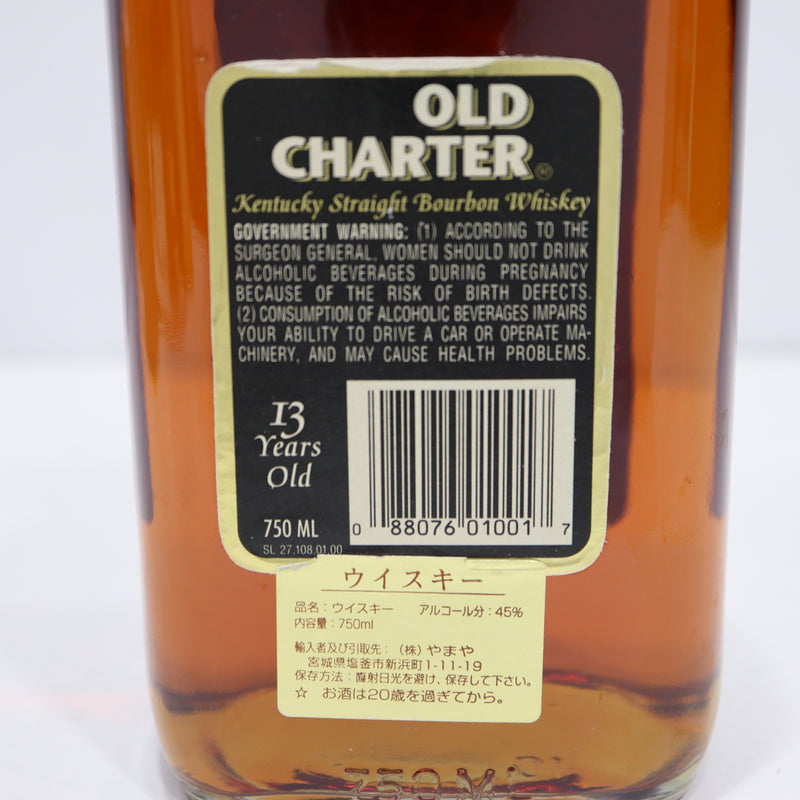 OLD
CHARTER®
Kentucky Straight Bourbon Whiskey
GOVERNMENT WARNING: (1) ACCORDING TO THE
SURGEON GENERAL, WOMEN SHOULD NOT DRINK
ALCOHOLIC BEVERAGES DURING PREGNANCY
BECAUSE OF THE RISK OF BIRTH DEFECTS.
(2) CONSUMPTION OF ALCOHOLIC BEVERAGES IMPAIRS
YOUR ABILITY TO DRIVE A CAR OR OPERATE MA-
CHINERY, AND MAY CAUSE HEALTH PROBLEMS.
13
Years
Old
750 ML
SL 27.108.01.00
0 88076 01001 7
ウイスキー
品名:ウイスキー アルコール分:45%
内容量:750ml
輸入者及び引取先:(株)やまや
宮城県塩釜市新浜町1-11-19
保存方法:直射日光を避け、保存して下さい。
☆ お酒は20歳を過ぎてから。
750 ML